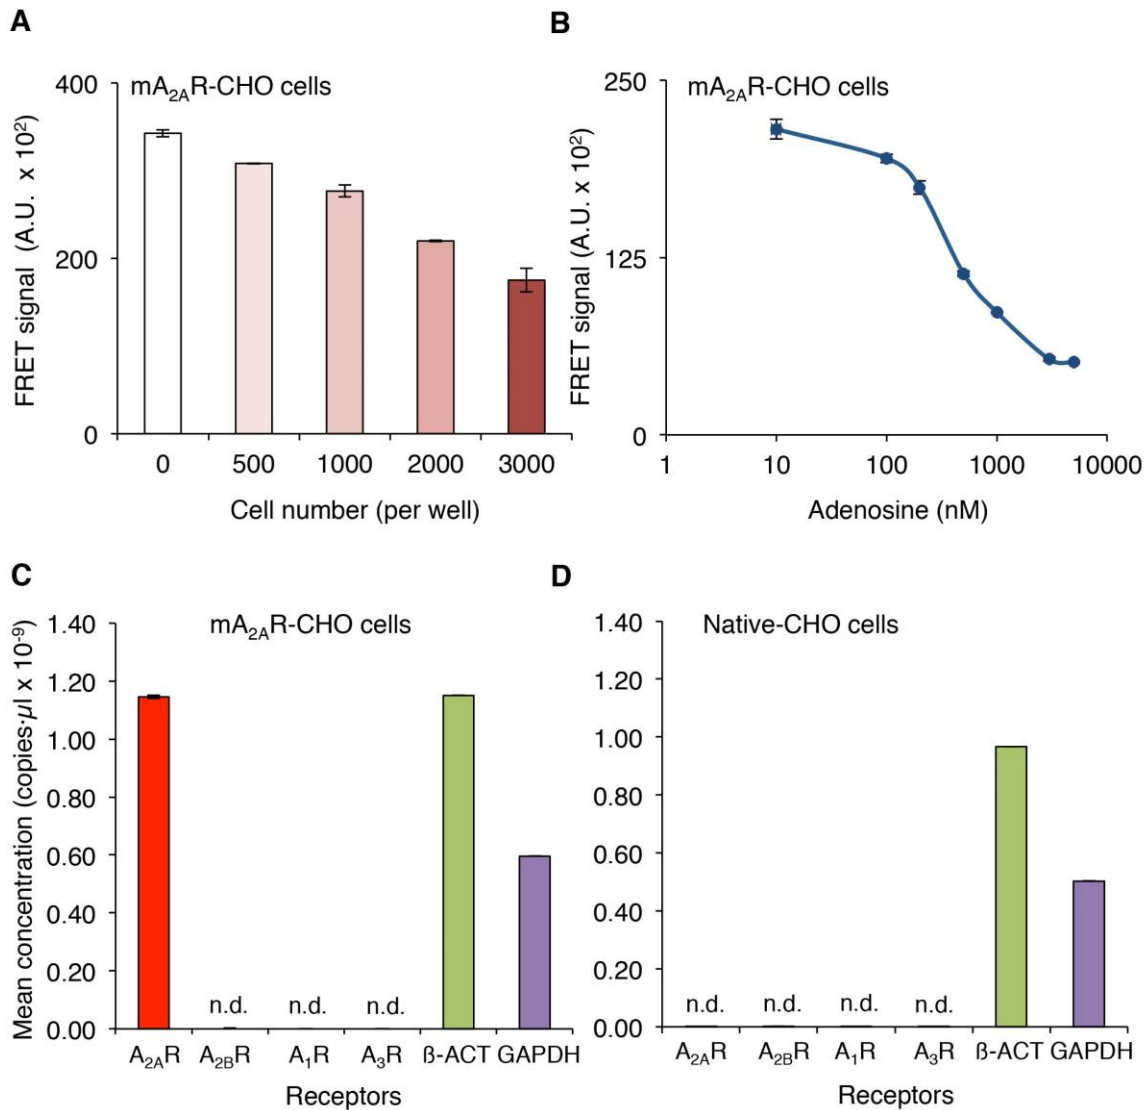 A
mA2AR-CHO cells
FRET signal (A.U. x 10²)
400
200
0
0 500 1000 2000 3000
Cell number (per well)
B
mA2AR-CHO cells
FRET signal (A.U. x 10²)
250
125
0
1 10 100 1000 10000
Adenosine (nM)
C
mA2AR-CHO cells
Mean concentration (copies·µl x 10⁻⁹)
1.40
1.20
1.00
0.80
0.60
0.40
0.20
0.00
n.d. n.d. n.d.
A2AR A2BR A1R A3R ß-ACT GAPDH
Receptors
D
Native-CHO cells
1.40
1.20
1.00
0.80
0.60
0.40
0.20
0.00
n.d. n.d. n.d. n.d.
A2AR A2BR A1R A3R ß-ACT GAPDH
Receptors